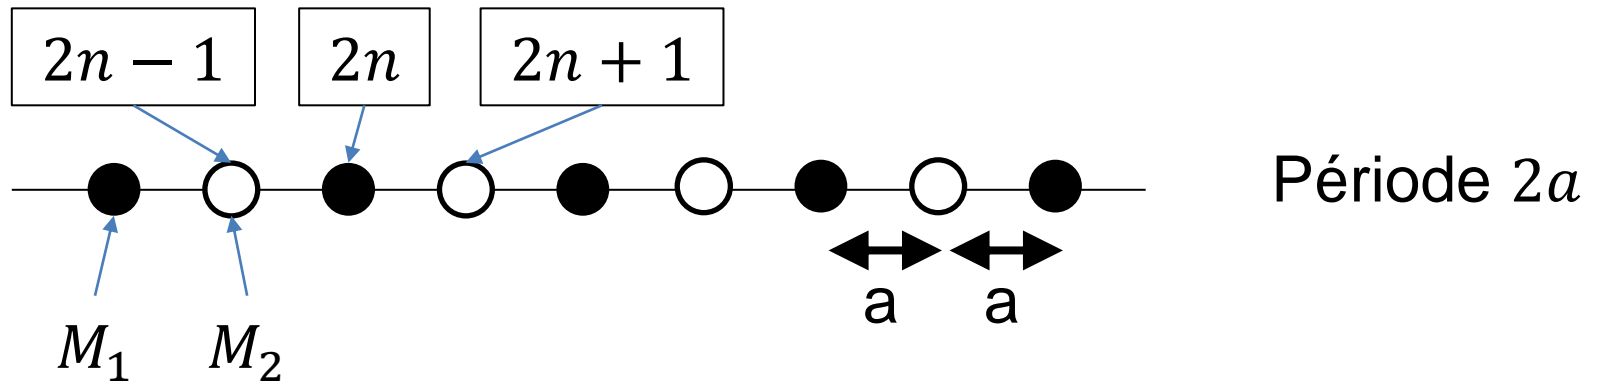 2n − 1
2n
2n + 1
Période 2a
a
a
M₁
M₂